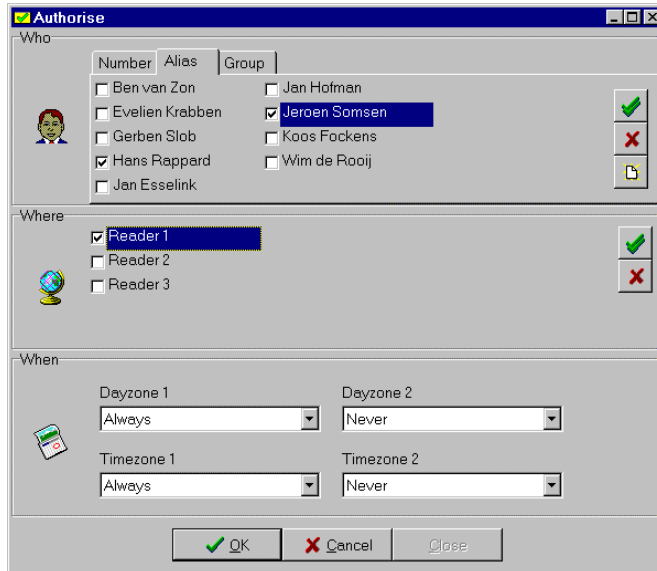 Authorise
Who
Number Alias Group
Ben van Zon Jan Hofman
Evelien Krabben Jeroen Somsen
Gerben Slob Koos Fockens
Hans Rappard Wim de Rooij
Jan Esselink
Where
Reader 1
Reader 2
Reader 3
When
Dayzone 1 Dayzone 2
Always Never
Timezone 1 Timezone 2
Always Never
OK Cancel Close